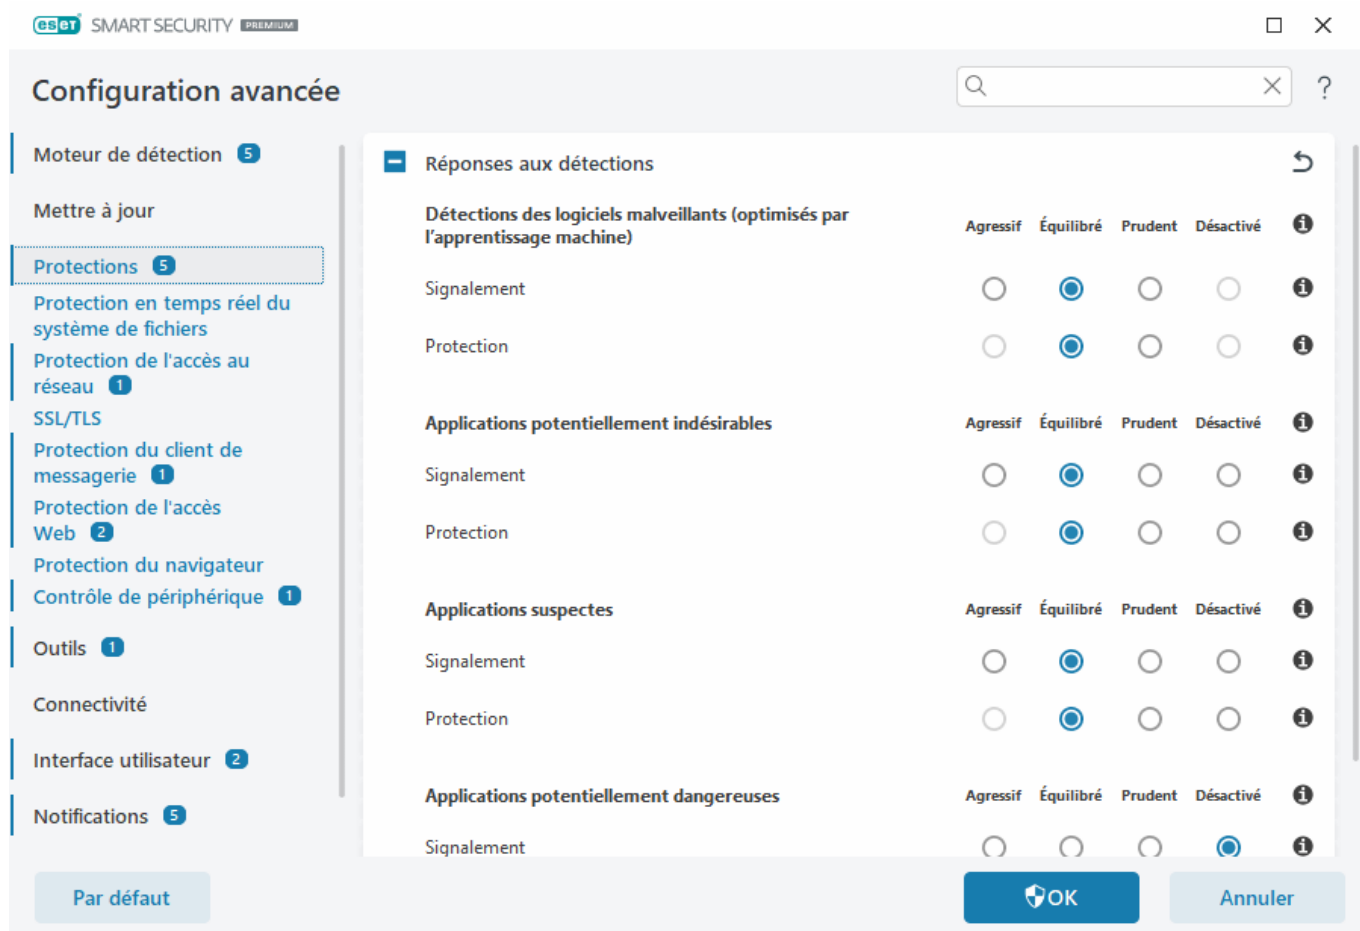 eset SMART SECURITY PREMIUM
Configuration avancée
?
Moteur de détection 5
Mettre à jour
Protections 5
Protection en temps réel du
système de fichiers
Protection de l'accès au
réseau 1
SSL/TLS
Protection du client de
messagerie 1
Protection de l'accès
Web 2
Protection du navigateur
Contrôle de périphérique 1
Outils 1
Connectivité
Interface utilisateur 2
Notifications 5
Réponses aux détections
Détections des logiciels malveillants (optimisés par
l'apprentissage machine)
Agressif Équilibré Prudent Désactivé
Signalement
Protection
Applications potentiellement indésirables Agressif Équilibré Prudent Désactivé
Signalement
Protection
Applications suspectes Agressif Équilibré Prudent Désactivé
Signalement
Protection
Applications potentiellement dangereuses Agressif Équilibré Prudent Désactivé
Signalement
Par défaut
OK
Annuler